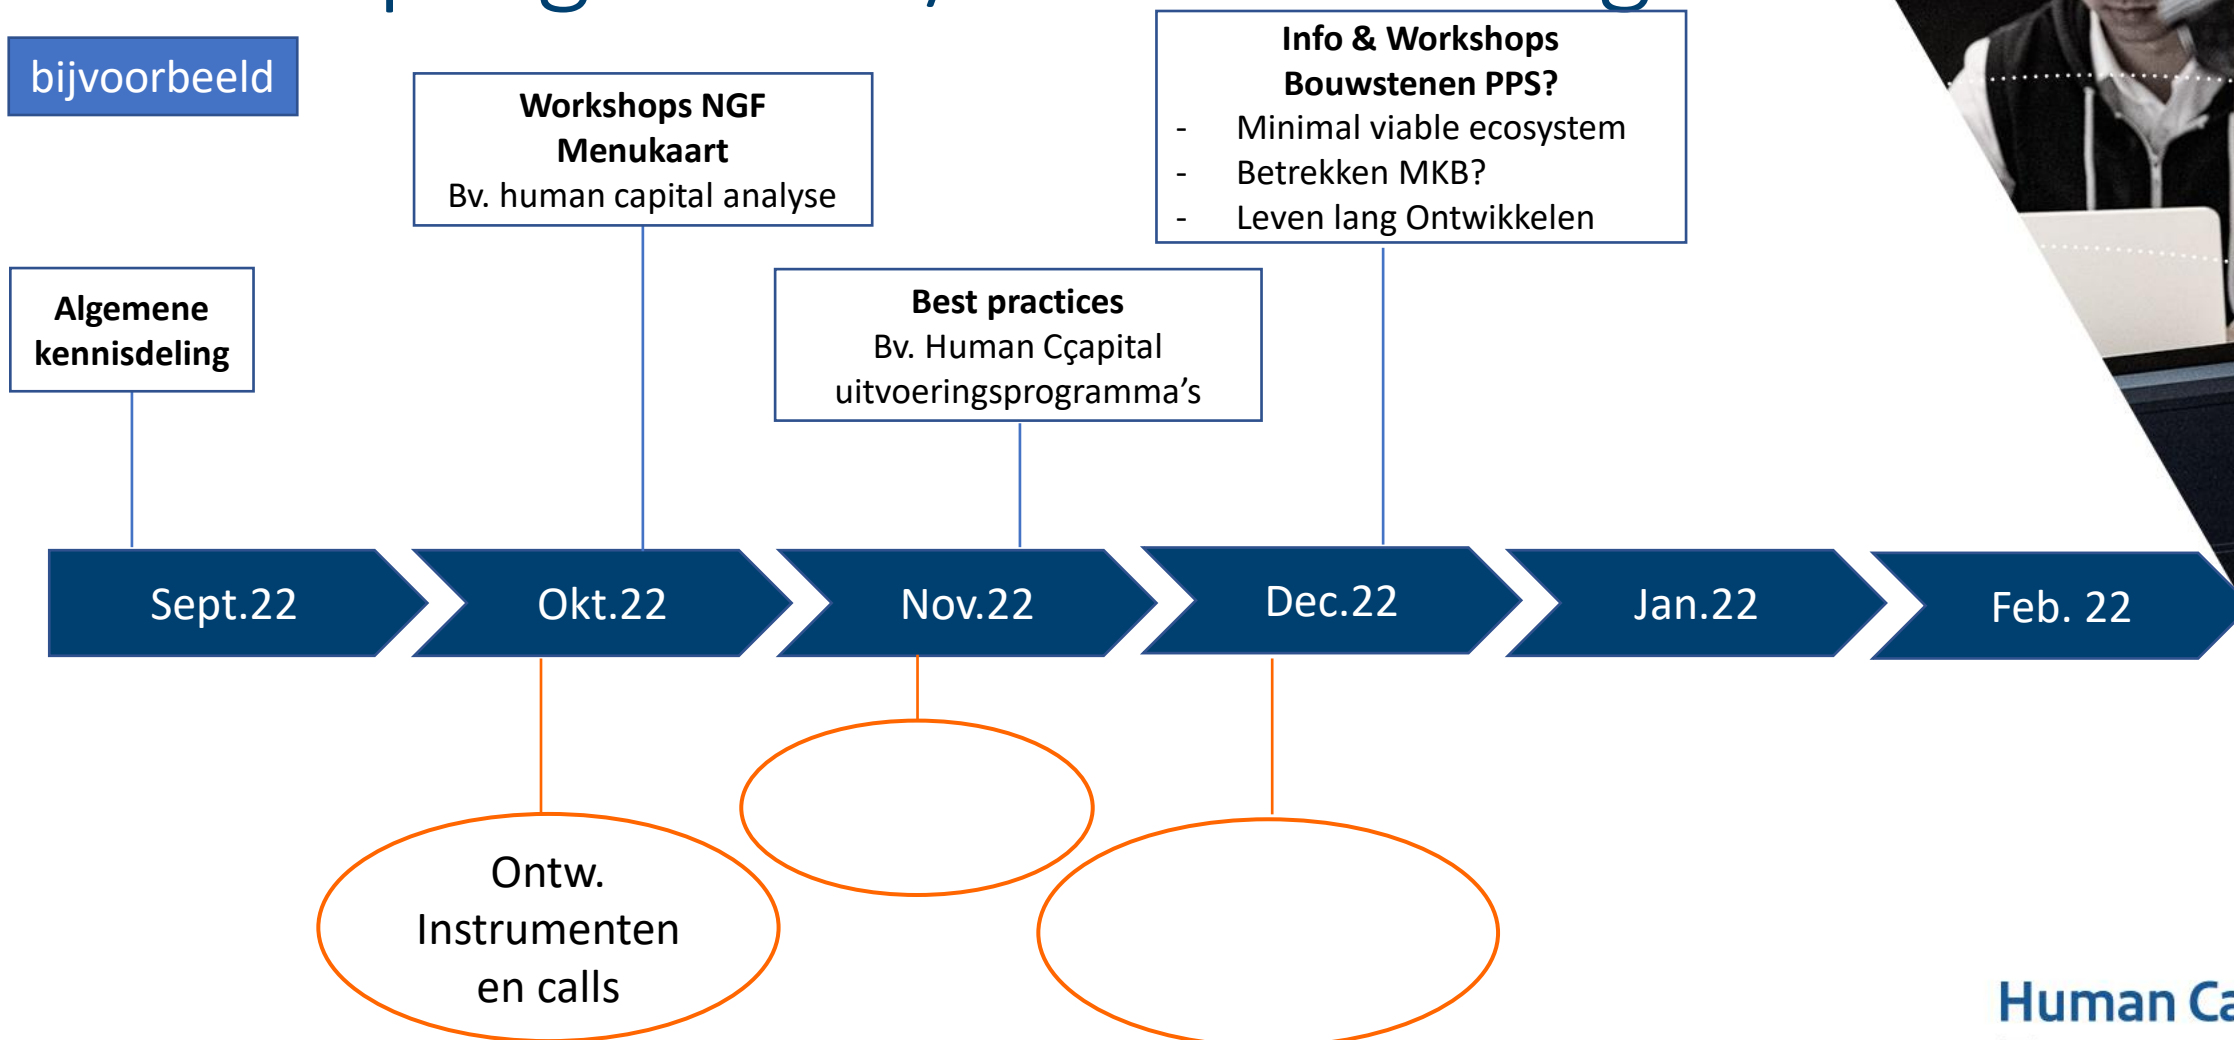 bijvoorbeeld
Info & Workshops
Bouwstenen PPS?
- Minimal viable ecosystem
- Betrekken MKB?
- Leven lang Ontwikkelen
Workshops NGF
Menukaart
Bv. human capital analyse
Algemene
kennisdeling
Best practices
Bv. Human Cçapital
uitvoeringsprogramma’s
Sept.22
Okt.22
Nov.22
Dec.22
Jan.22
Feb. 22
Ontw.
Instrumenten
en calls
Human Ca